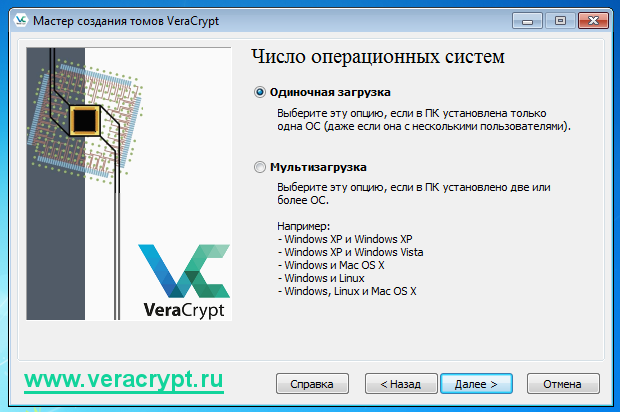 Мастер создания томов VeraCrypt
Число операционных систем
Одиночная загрузка
Выберите эту опцию, если в ПК установлена только
одна ОС (даже если она с несколькими пользователями).
Мультизагрузка
Выберите эту опцию, если в ПК установлено две или
более ОС.
Например:
- Windows XP и Windows XP
- Windows XP и Windows Vista
- Windows и Mac OS X
- Windows и Linux
- Windows, Linux и Mac OS X
VeraCrypt
www.veracrypt.ru
Справка
< Назад
Далее >
Отмена